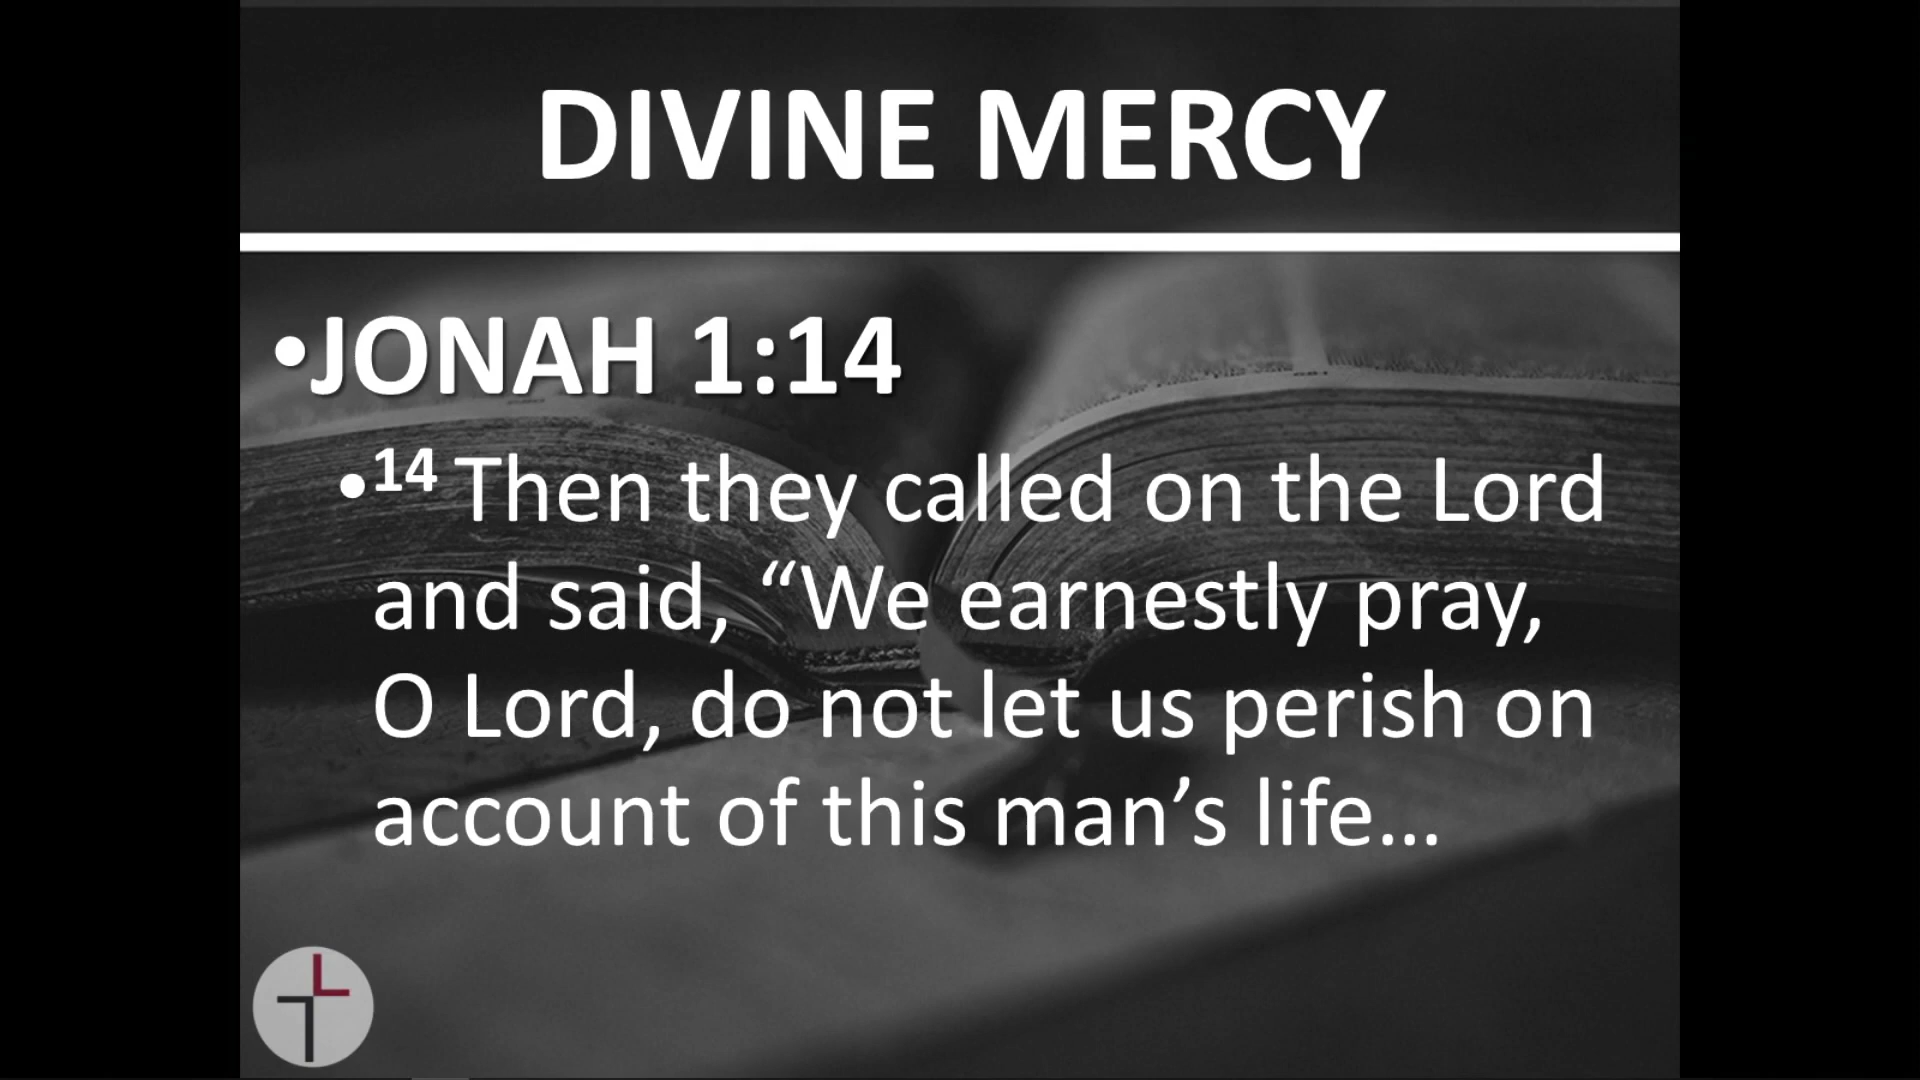 DIVINE MERCY
•JONAH 1:14
•14 Then they called on the Lord
and said, “We earnestly pray,
O Lord, do not let us perish on
account of this man’s life…